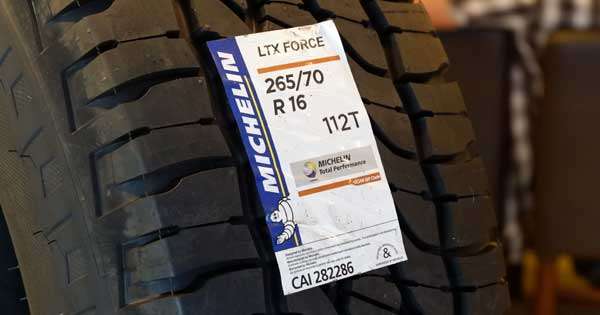 LTX FORCE
265/70
R 16
112T
MICHELIN
MICHELIN
Total Performance
&
CAI 282286